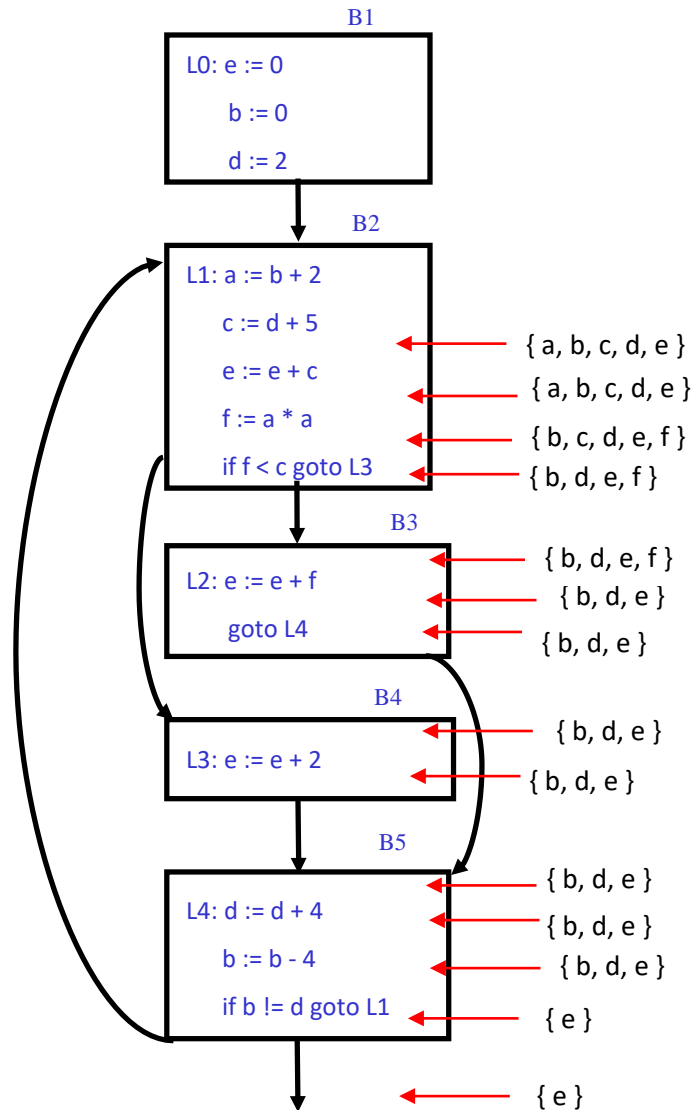 B1
L0: e := 0
b := 0
d := 2
B2
L1: a := b + 2
c := d + 5
{ a, b, c, d, e }
e := e + c
{ a, b, c, d, e }
f := a * a
{ b, c, d, e, f }
if f < c goto L3
{ b, d, e, f }
B3
{ b, d, e, f }
L2: e := e + f
{ b, d, e }
goto L4
{ b, d, e }
B4
{ b, d, e }
L3: e := e + 2
{ b, d, e }
B5
{ b, d, e }
L4: d := d + 4
{ b, d, e }
b := b - 4
{ b, d, e }
if b != d goto L1
{ e }
{ e }